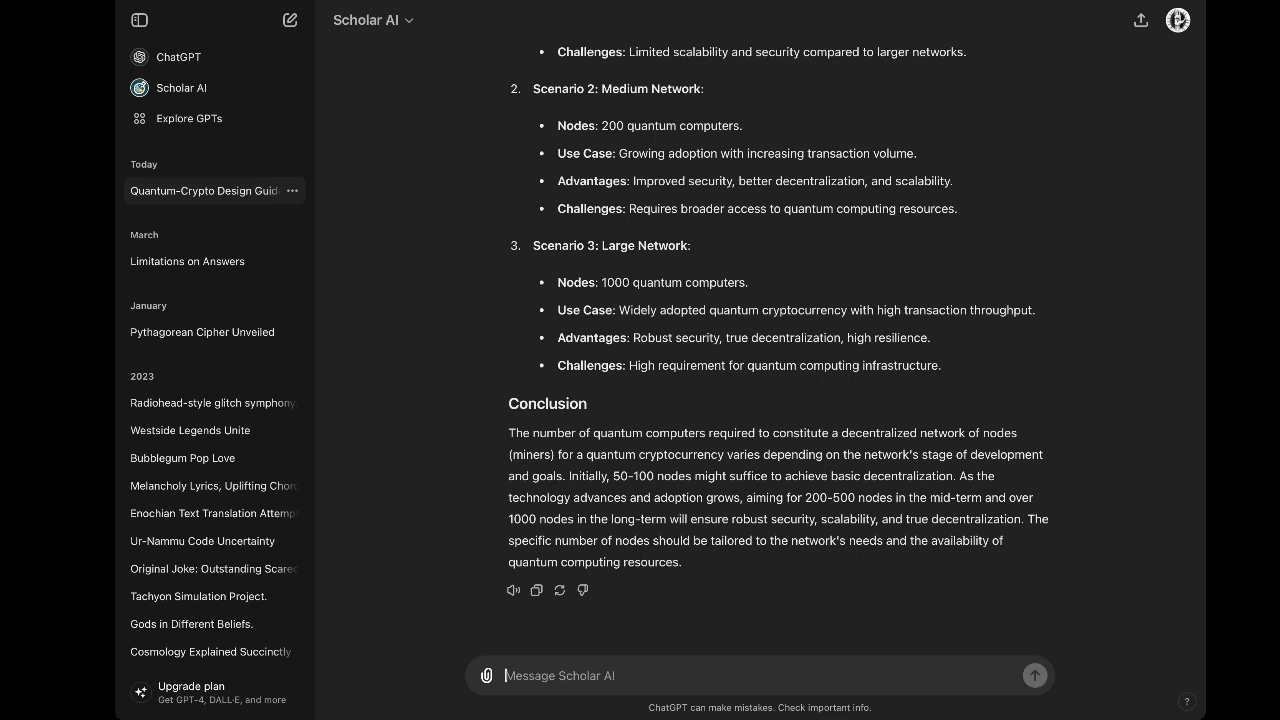 ChatGPT
Scholar AI
Explore GPTs
Today
Quantum-Crypto Design Guid
March
Limitations on Answers
January
Pythagorean Cipher Unveiled
2023
Radiohead-style glitch symphony.
Westside Legends Unite
Bubblegum Pop Love
Melancholy Lyrics, Uplifting Chor
Enochian Text Translation Attempt
Ur-Nammu Code Uncertainty
Original Joke: Outstanding Scarec
Tachyon Simulation Project.
Gods in Different Beliefs.
Cosmology Explained Succinctly
Upgrade plan
Get GPT-4, DALL·E, and more
Scholar AI
• Challenges: Limited scalability and security compared to larger networks.
2. Scenario 2: Medium Network:
• Nodes: 200 quantum computers.
• Use Case: Growing adoption with increasing transaction volume.
• Advantages: Improved security, better decentralization, and scalability.
• Challenges: Requires broader access to quantum computing resources.
3. Scenario 3: Large Network:
• Nodes: 1000 quantum computers.
• Use Case: Widely adopted quantum cryptocurrency with high transaction throughput.
• Advantages: Robust security, true decentralization, high resilience.
• Challenges: High requirement for quantum computing infrastructure.
Conclusion
The number of quantum computers required to constitute a decentralized network of nodes
(miners) for a quantum cryptocurrency varies depending on the network's stage of development
and goals. Initially, 50-100 nodes might suffice to achieve basic decentralization. As the
technology advances and adoption grows, aiming for 200-500 nodes in the mid-term and over
1000 nodes in the long-term will ensure robust security, scalability, and true decentralization. The
specific number of nodes should be tailored to the network's needs and the availability of
quantum computing resources.
Message Scholar AI
ChatGPT can make mistakes. Check important info.
?